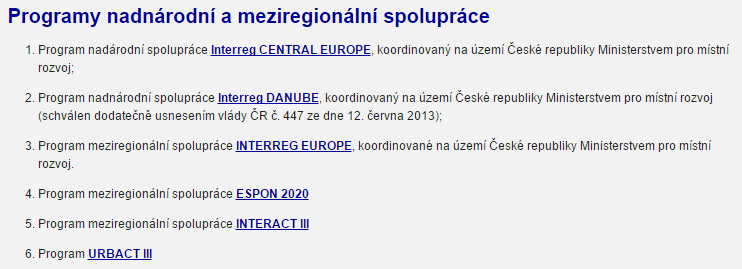 Programy nadnárodní a meziregionální spolupráce
1. Program nadárodní spolupráce Interreg CENTRAL EUROPE, koordinovaný na území České republiky Ministerstvem pro místní
rozvoj;
2. Program nadnárodní spolupráce Interreg DANUBE, koordinovaný na území České republiky Ministerstvem pro místní rozvoj
(schválen dodatečně usnesením vlády ČR č. 447 ze dne 12. června 2013);
3. Program meziregionální spolupráce INTERREG EUROPE, koordinované na území České republiky Ministerstvem pro místní
rozvoj.
4. Program meziregionální spolupráce ESPON 2020
5. Program meziregionální spolupráce INTERACT III
6. Program URBACT III